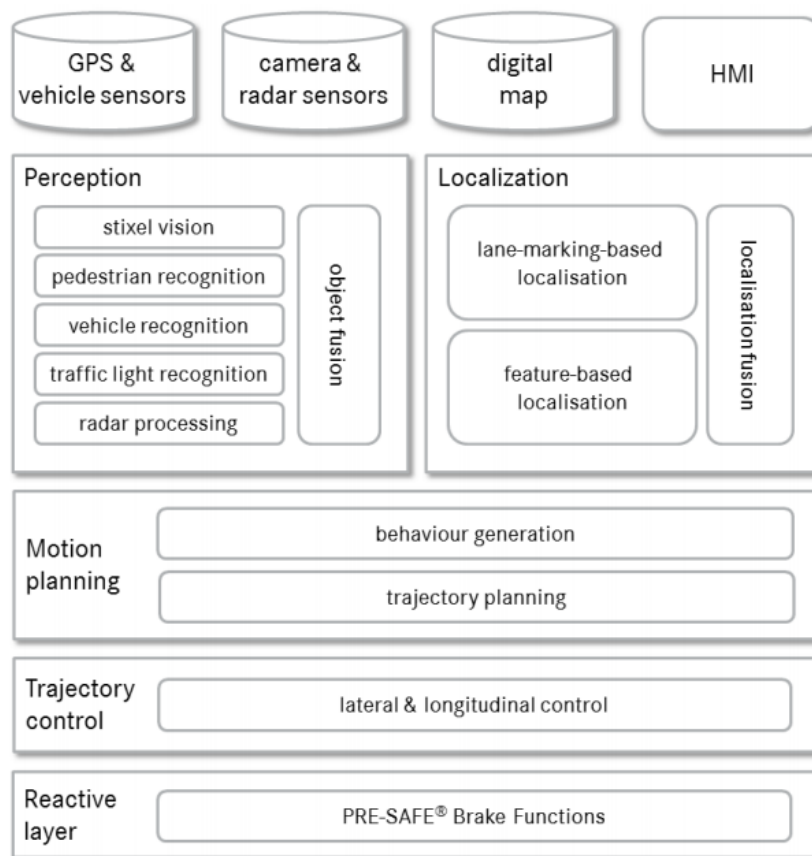 GPS &
vehicle sensors
camera &
radar sensors
digital
map
HMI
Perception
stixel vision
pedestrian recognition
vehicle recognition
traffic light recognition
radar processing
object fusion
Localization
lane-marking-based
localisation
feature-based
localisation
localisation fusion
Motion
planning
behaviour generation
trajectory planning
Trajectory
control
lateral & longitudinal control
Reactive
layer
PRE-SAFE® Brake Functions